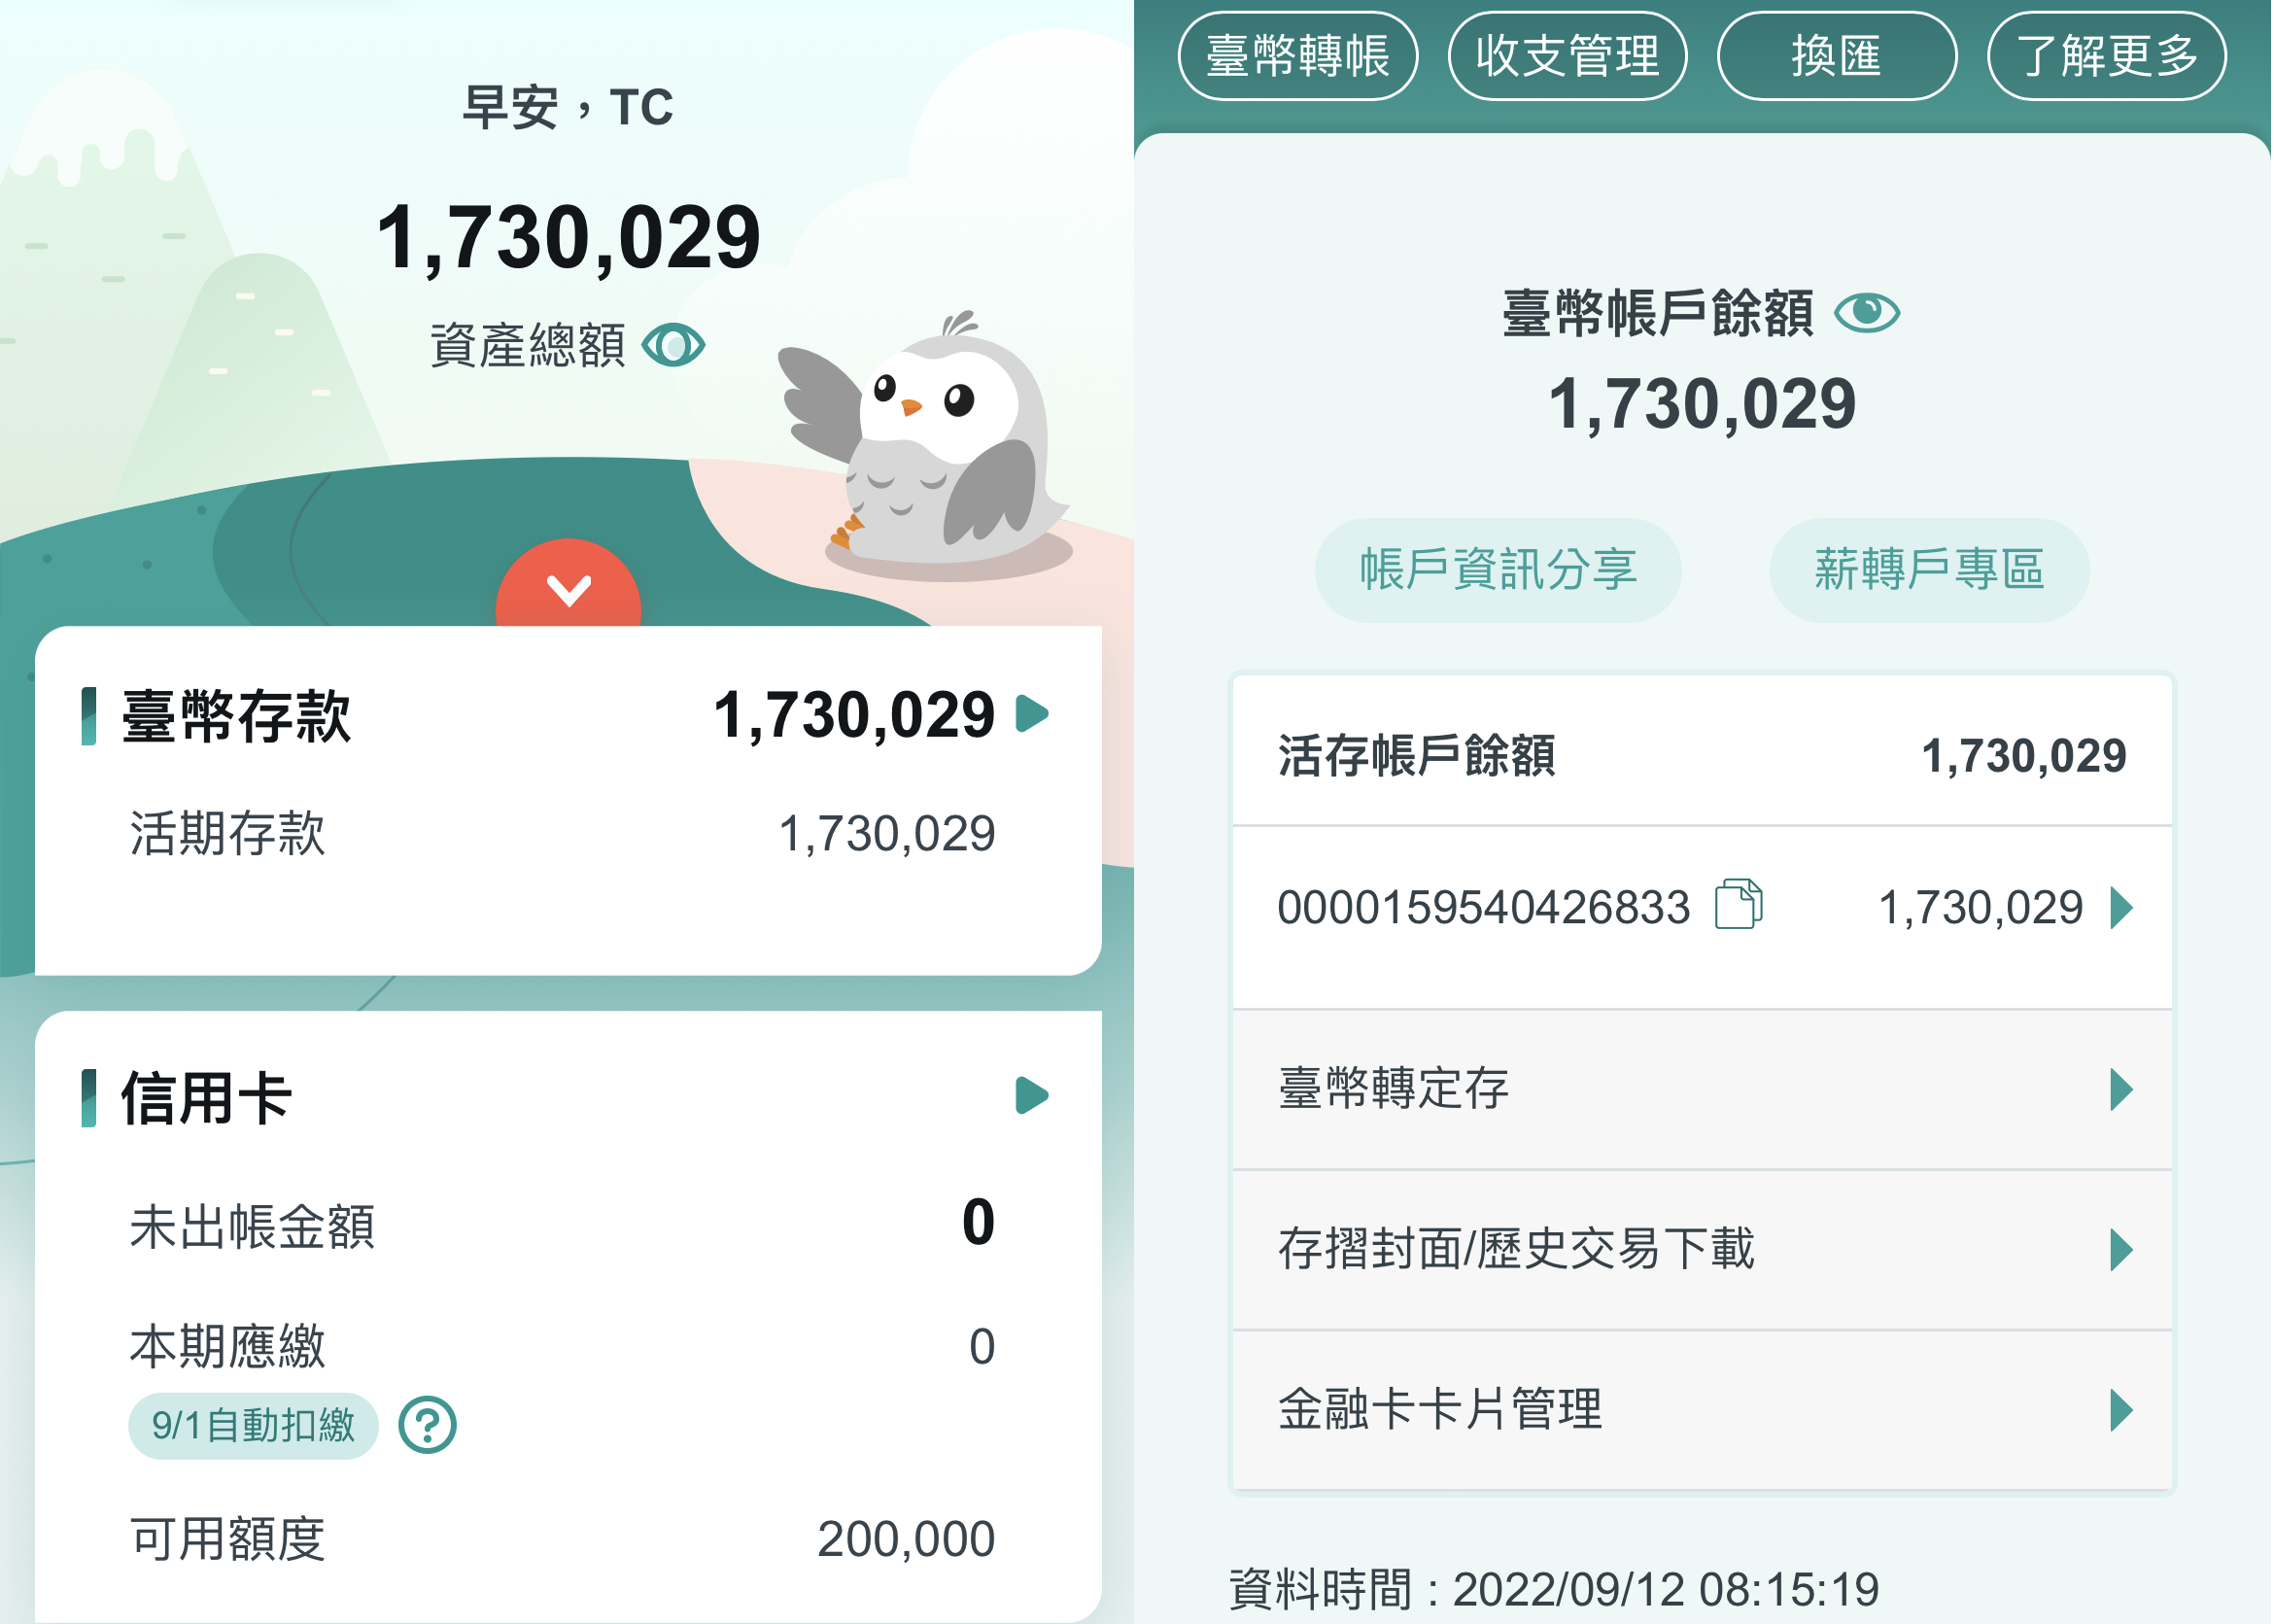 早安，TC
1,730,029
資產總額
臺幣存款 1,730,029
活期存款 1,730,029
信用卡
未出帳金額 0
本期應繳 0
9/1自動扣繳
可用額度 200,000
臺幣轉帳 收支管理 換匯 了解更多
臺幣帳戶餘額
1,730,029
帳戶資訊分享 薪轉戶專區
活存帳戶餘額 1,730,029
0000159540426833 1,730,029
臺幣轉定存
存摺封面/歷史交易下載
金融卡卡片管理
資料時間 : 2022/09/12 08:15:19